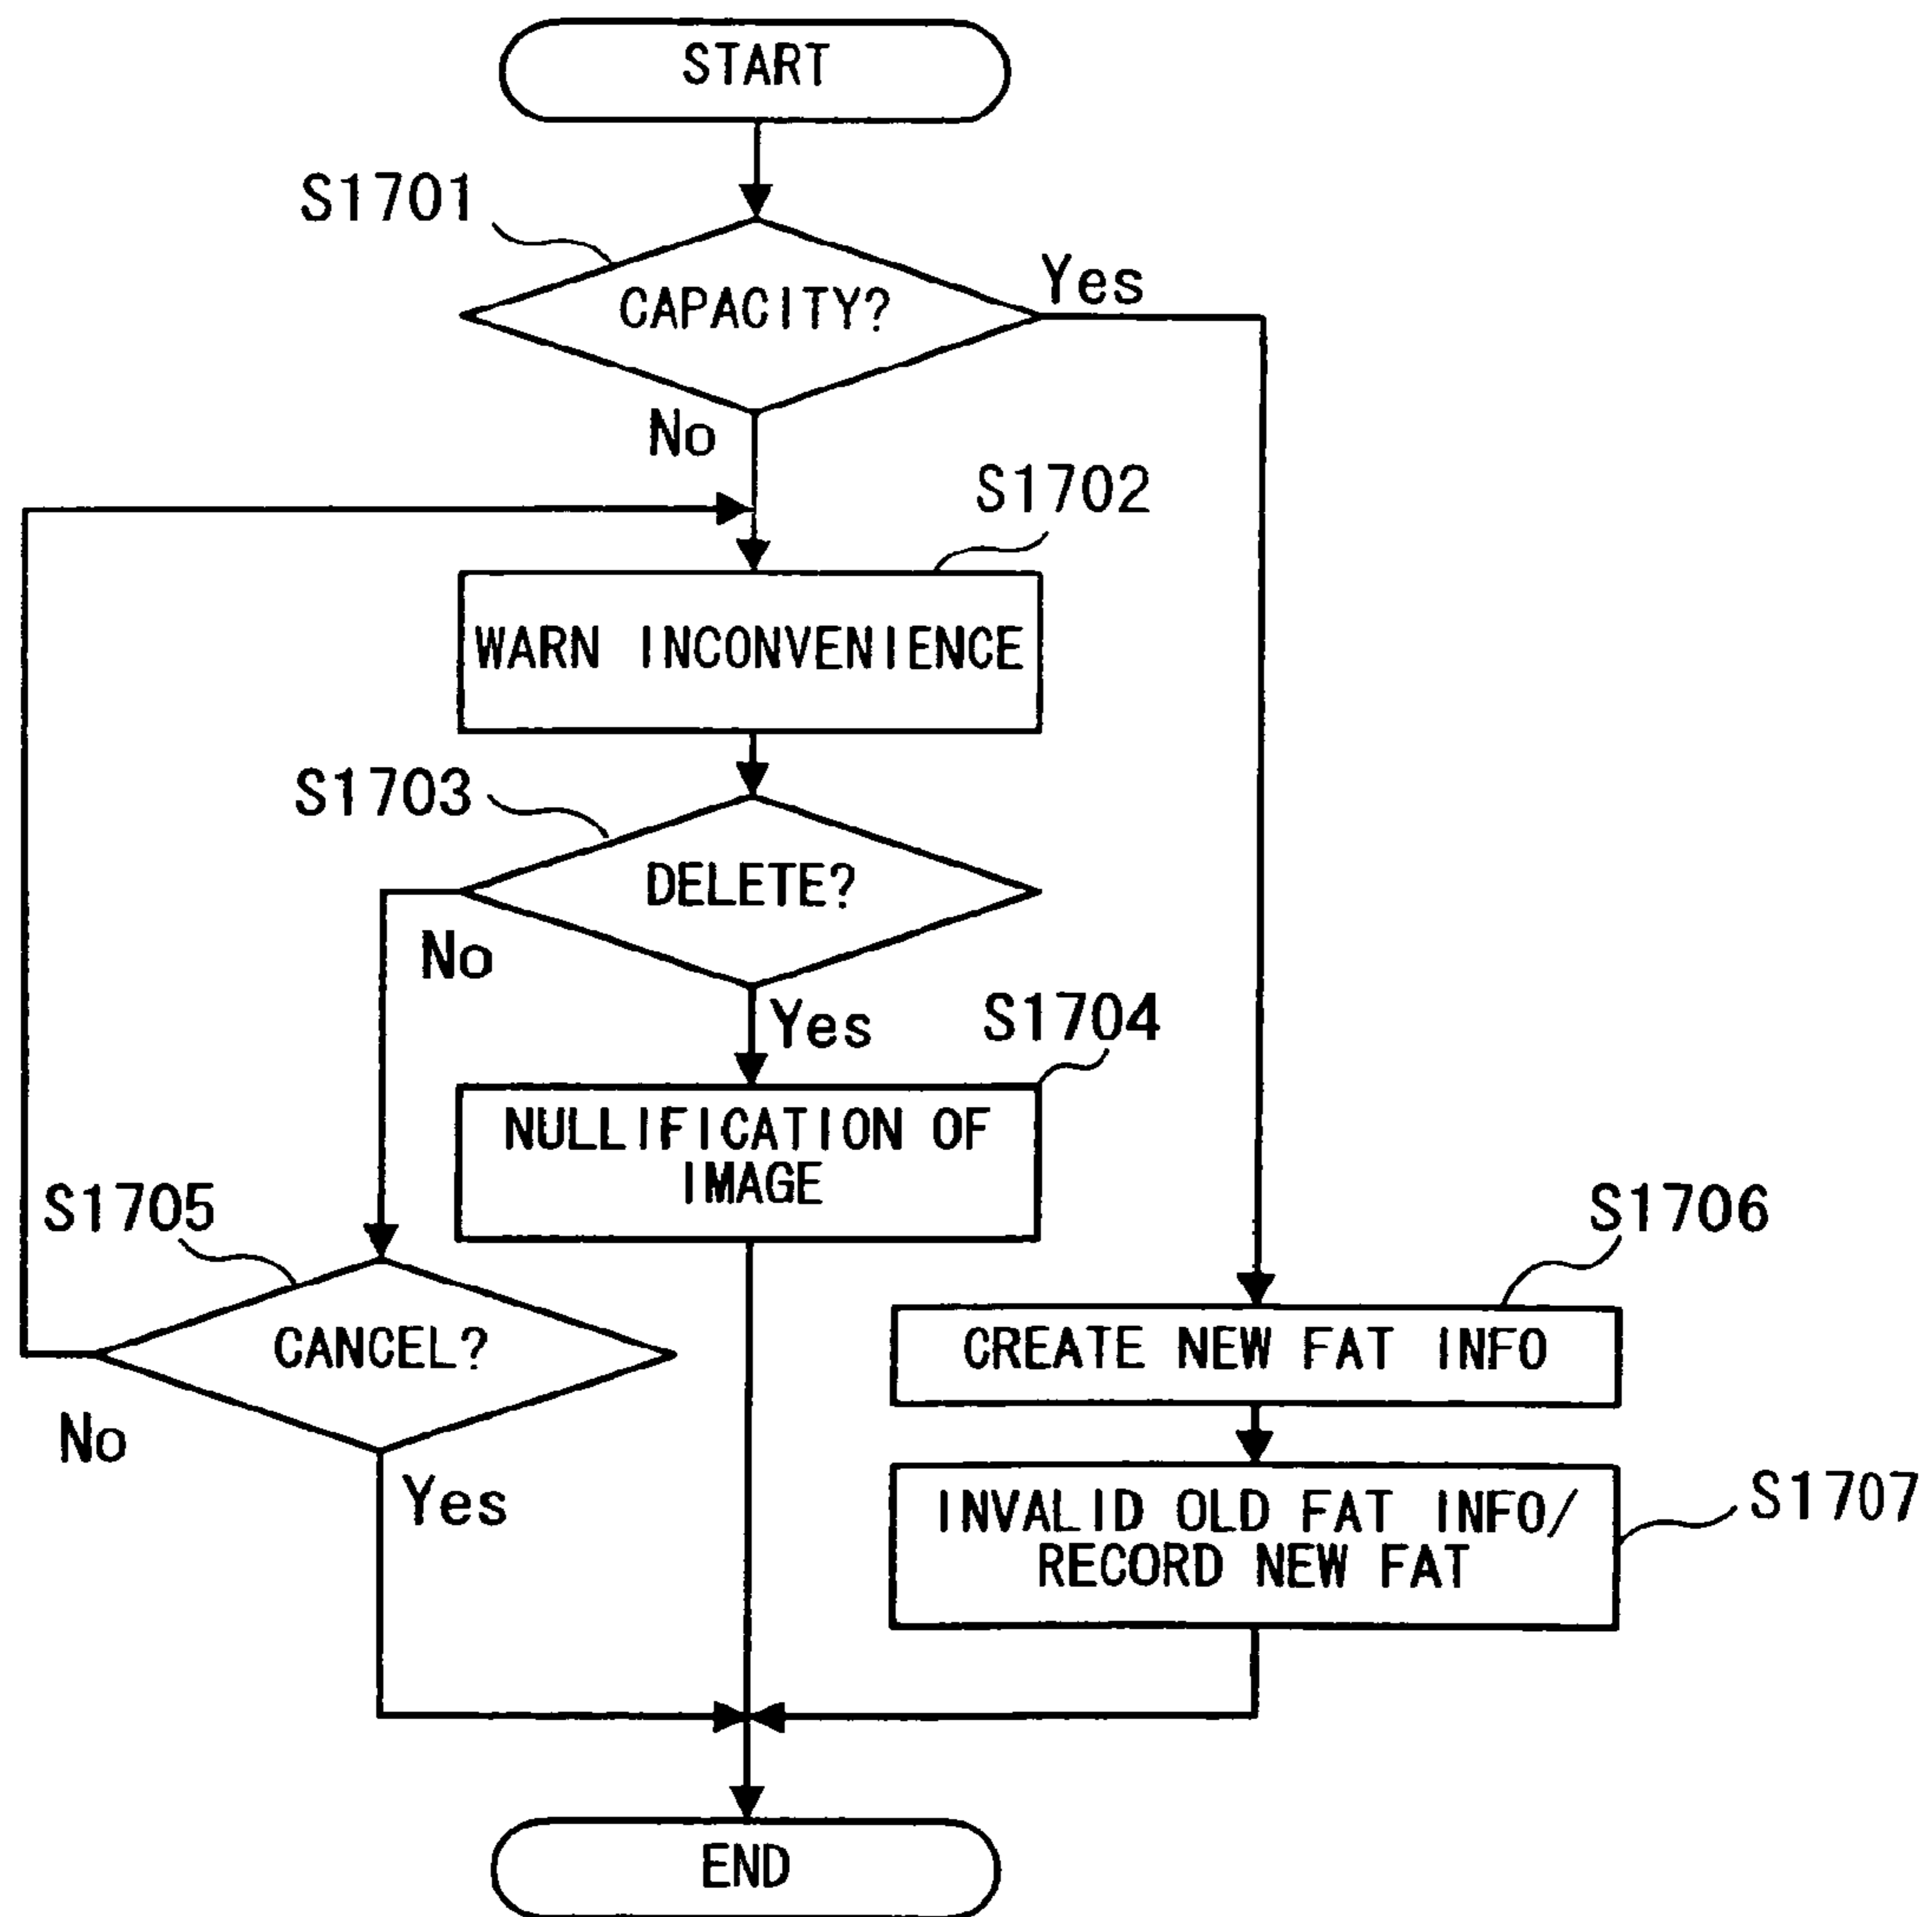 START
S1701
CAPACITY?
Yes
No
S1702
WARN INCONVENIENCE
S1703
DELETE?
No
Yes
S1704
NULLIFICATION OF
IMAGE
S1705
CANCEL?
No
Yes
S1706
CREATE NEW FAT INFO
INVALID OLD FAT INFO/
RECORD NEW FAT
S1707
END